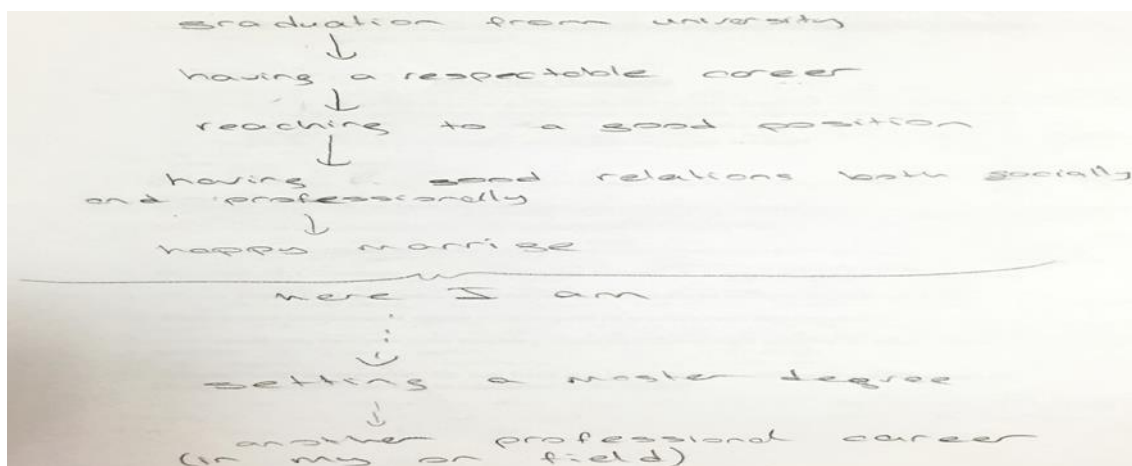 graduation from university
having a respectable career
reaching to a good position
having good relations both socially
and professionally
happy marrige
here I am
getting a master degree
another professional career
(in my on field)